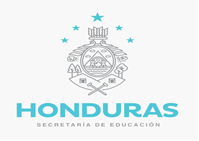 HONDURAS
SECRETARÍA DE EDUCACIÓN